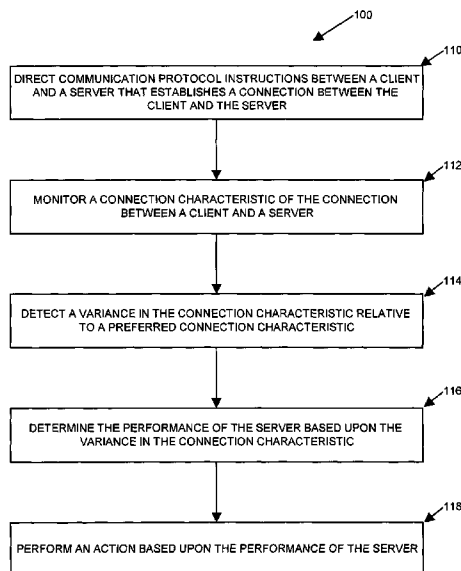 100
110
DIRECT COMMUNICATION PROTOCOL INSTRUCTIONS BETWEEN A CLIENT
AND A SERVER THAT ESTABLISHES A CONNECTION BETWEEN THE
CLIENT AND THE SERVER
112
MONITOR A CONNECTION CHARACTERISTIC OF THE CONNECTION
BETWEEN A CLIENT AND A SERVER
114
DETECT A VARIANCE IN THE CONNECTION CHARACTERISTIC RELATIVE
TO A PREFERRED CONNECTION CHARACTERISTIC
116
DETERMINE THE PERFORMANCE OF THE SERVER BASED UPON THE
VARIANCE IN THE CONNECTION CHARACTERISTIC
118
PERFORM AN ACTION BASED UPON THE PERFORMANCE OF THE SERVER